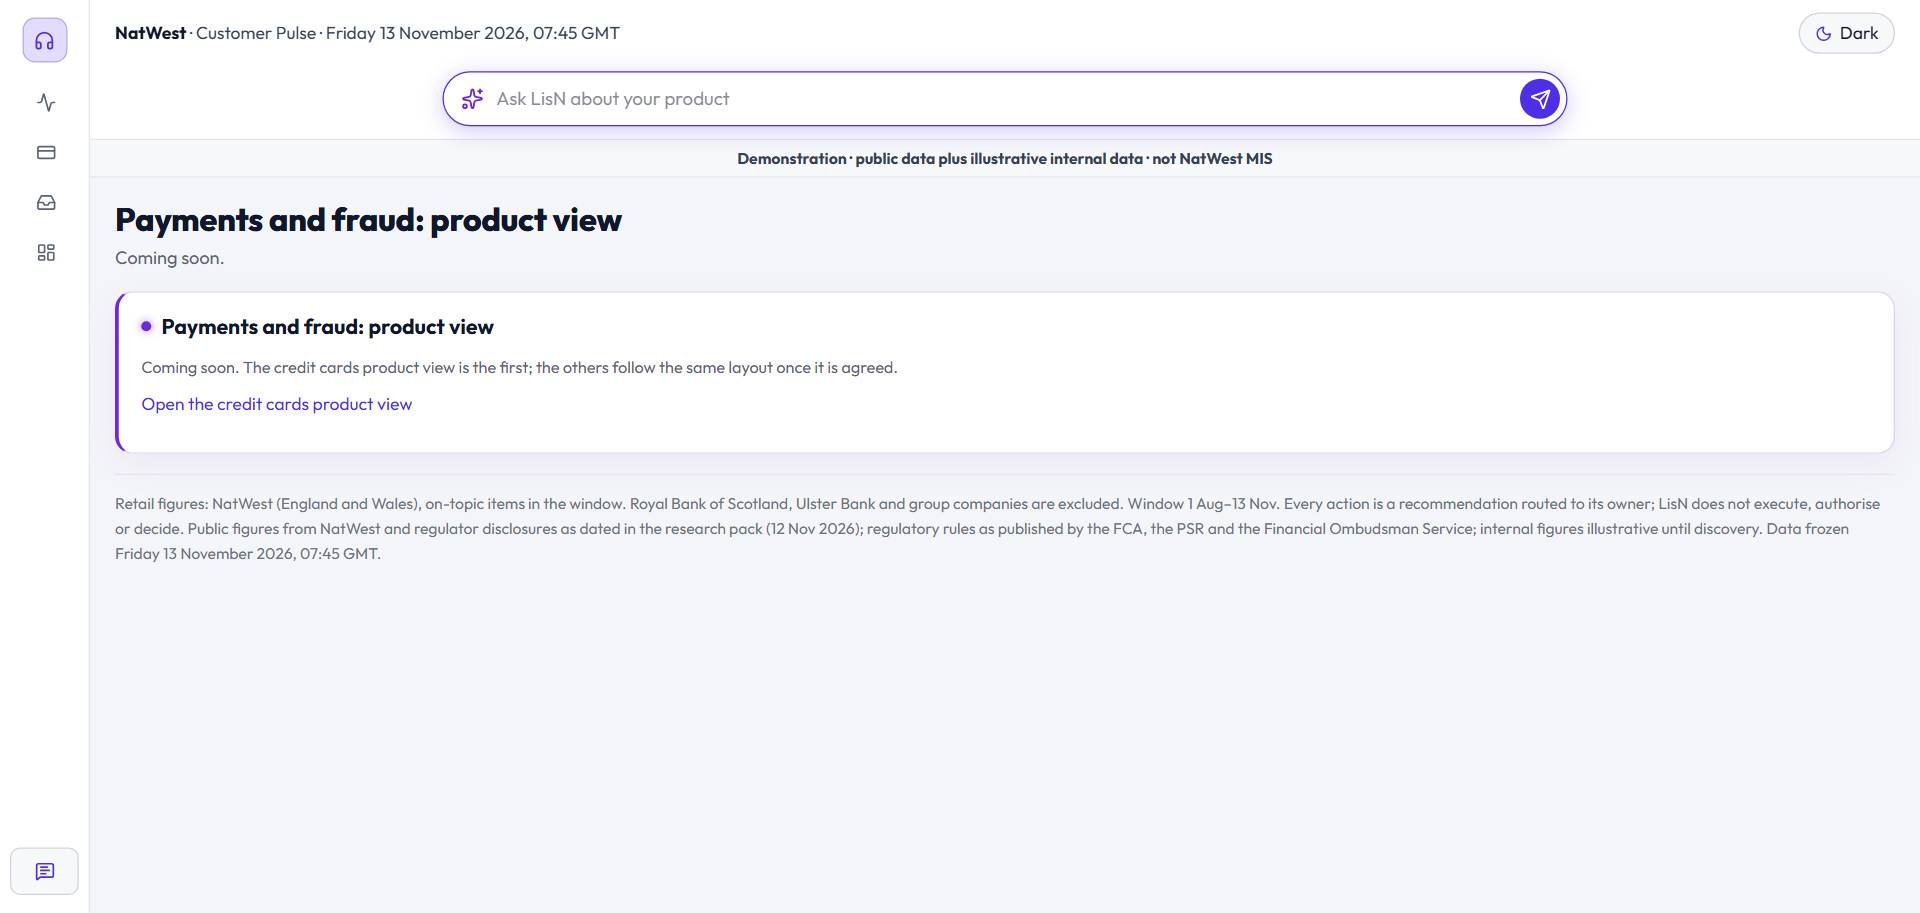 NatWest · Customer Pulse · Friday 13 November 2026, 07:45 GMT
Dark
Ask LisN about your product
Demonstration · public data plus illustrative internal data · not NatWest MIS
Payments and fraud: product view
Coming soon.
Payments and fraud: product view
Coming soon. The credit cards product view is the first; the others follow the same layout once it is agreed.
Open the credit cards product view
Retail figures: NatWest (England and Wales), on-topic items in the window. Royal Bank of Scotland, Ulster Bank and group companies are excluded. Window 1 Aug–13 Nov. Every action is a recommendation routed to its owner; LisN does not execute, authorise
or decide. Public figures from NatWest and regulator disclosures as dated in the research pack (12 Nov 2026); regulatory rules as published by the FCA, the PSR and the Financial Ombudsman Service; internal figures illustrative until discovery. Data frozen
Friday 13 November 2026, 07:45 GMT.